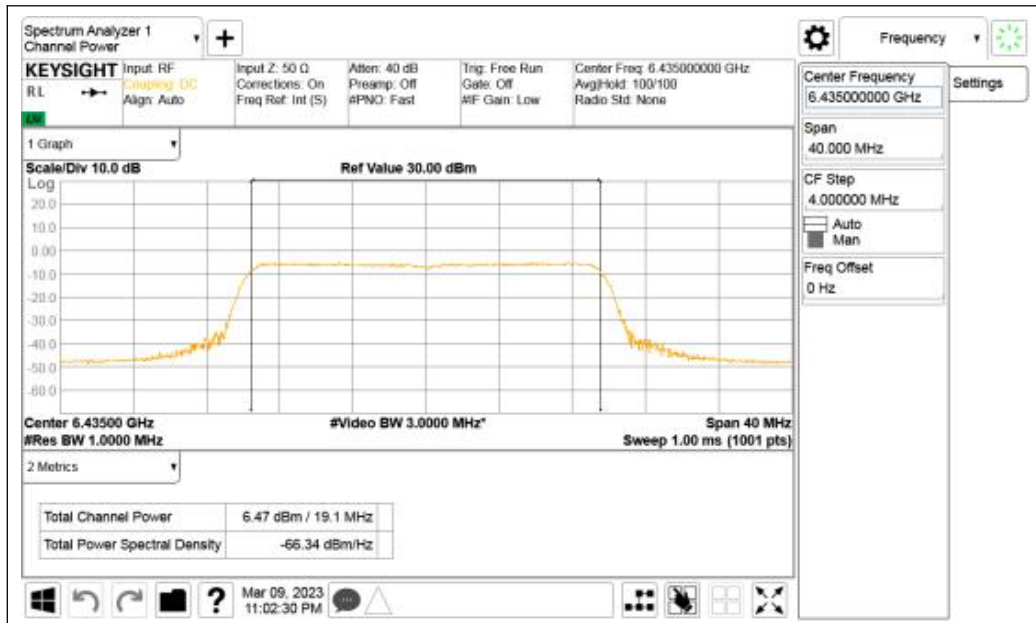 Spectrum Analyzer 1
Channel Power
+
Frequency
KEYSIGHT
RL
Input: RF
Coupling: DC
Align: Auto
Input Z: 50 Ω
Corrections: On
Freq Ref: Int (S)
Atten: 40 dB
Preamp: Off
#PNO: Fast
Trig: Free Run
Gate: Off
#IF Gain: Low
Center Freq: 6.435000000 GHz
Avg|Hold: 100/100
Radio Std: None
Center Frequency
6.435000000 GHz
Settings
Span
40.000 MHz
CF Step
4.000000 MHz
Auto
Man
Freq Offset
0 Hz
1 Graph
Scale/Div 10.0 dB
Ref Value 30.00 dBm
Log
20.0
10.0
0.00
-10.0
-20.0
-30.0
-40.0
-50.0
-60.0
Center 6.43500 GHz
#Video BW 3.0000 MHz*
Span 40 MHz
#Res BW 1.0000 MHz
Sweep 1.00 ms (1001 pts)
2 Metrics
Total Channel Power 6.47 dBm / 19.1 MHz
Total Power Spectral Density -66.34 dBm/Hz
?
Mar 09, 2023
11:02:30 PM